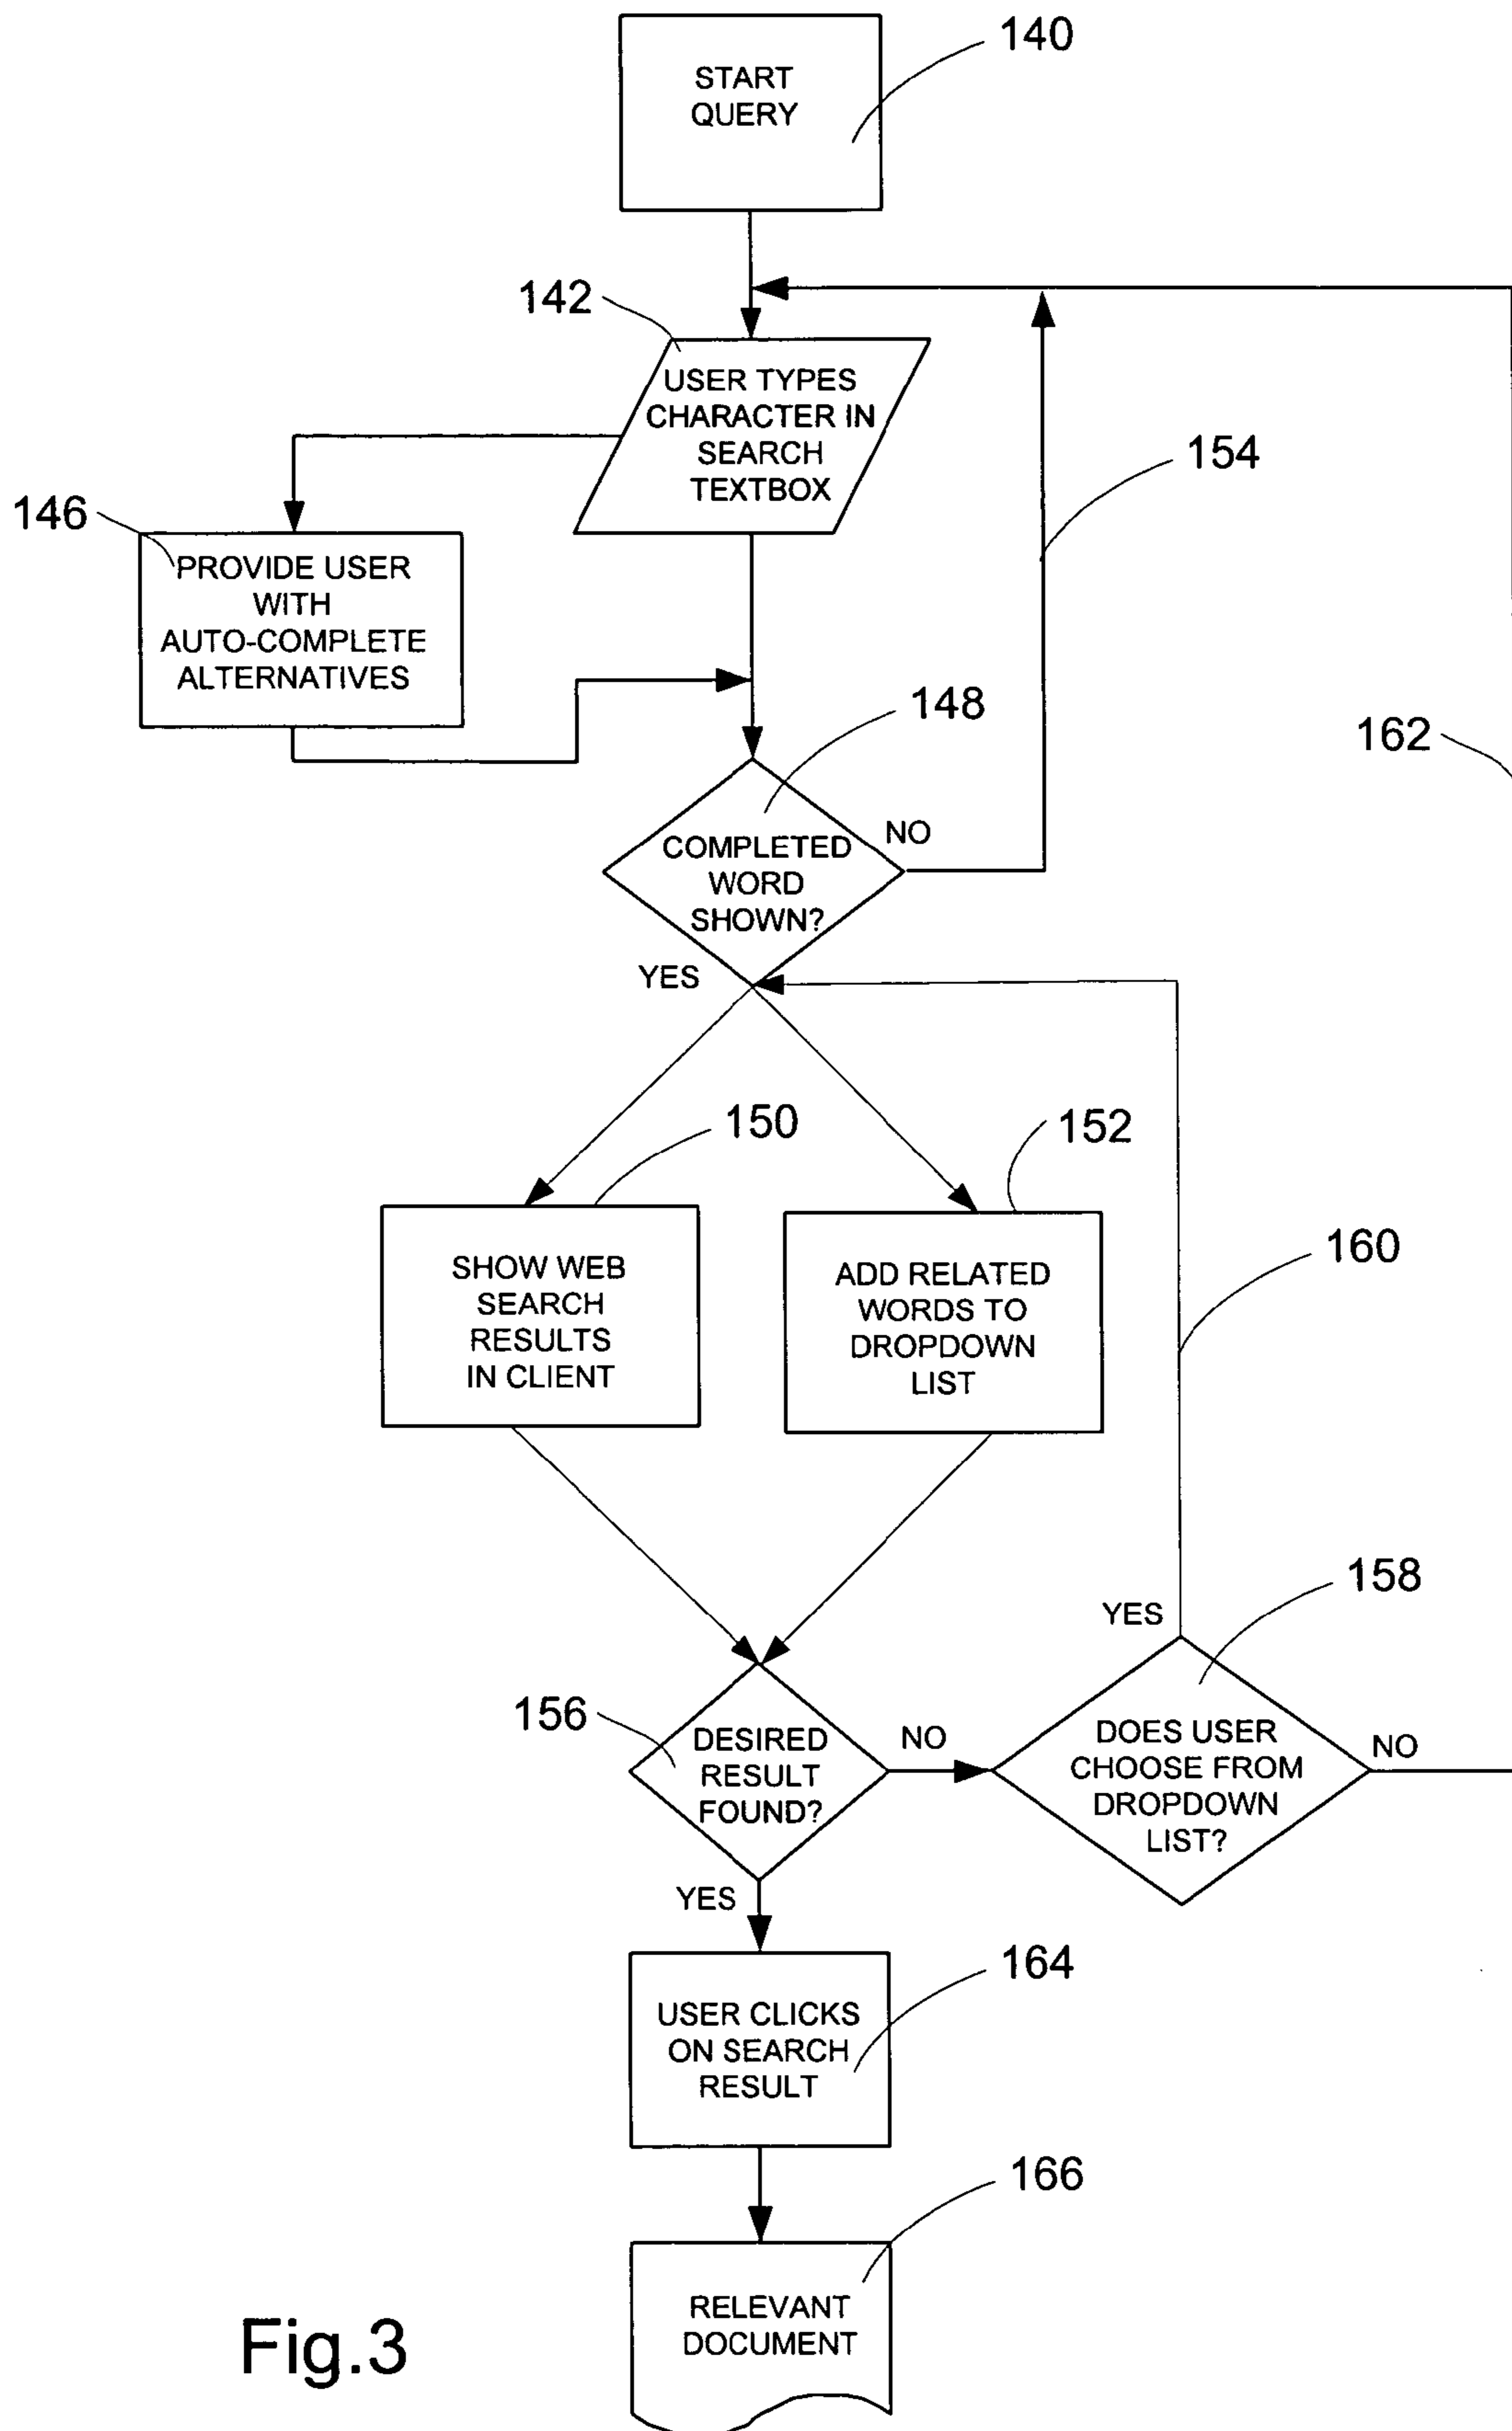 140
START
QUERY
142
USER TYPES
CHARACTER IN
SEARCH
TEXTBOX
154
146
PROVIDE USER
WITH
AUTO-COMPLETE
ALTERNATIVES
148
162
NO
COMPLETED
WORD
SHOWN?
YES
150
152
SHOW WEB
SEARCH
RESULTS
IN CLIENT
ADD RELATED
WORDS TO
DROPDOWN
LIST
160
158
YES
156
DESIRED
RESULT
FOUND?
NO
DOES USER
CHOOSE FROM
DROPDOWN
LIST?
NO
YES
164
USER CLICKS
ON SEARCH
RESULT
166
RELEVANT
DOCUMENT
Fig.3